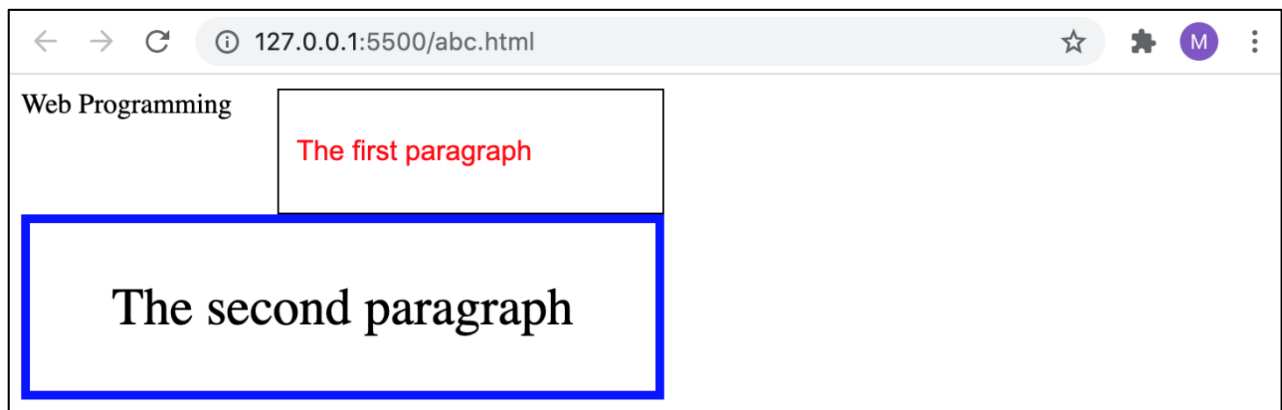 127.0.0.1:5500/abc.html
M
Web Programming
The first paragraph
The second paragraph